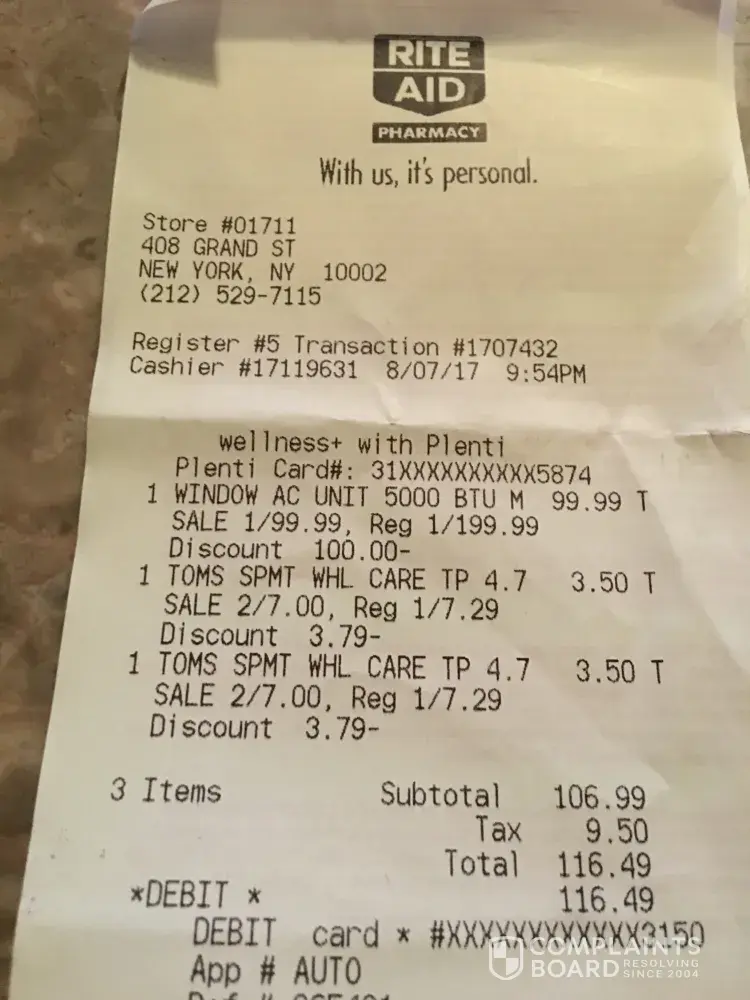 RITE
AID
PHARMACY
With us, it's personal.
Store #01711
408 GRAND ST
NEW YORK, NY 10002
(212) 529-7115
Register #5 Transaction #1707432
Cashier #17119631 8/07/17 9:54PM
wellness+ with Plenti
Plenti Card#: 31XXXXXXXXXX5874
1 WINDOW AC UNIT 5000 BTU M 99.99 T
SALE 1/99.99, Reg 1/199.99
Discount 100.00-
1 TOMS SPMT WHL CARE TP 4.7 3.50 T
SALE 2/7.00, Reg 1/7.29
Discount 3.79-
1 TOMS SPMT WHL CARE TP 4.7 3.50 T
SALE 2/7.00, Reg 1/7.29
Discount 3.79-
3 Items Subtotal 106.99
Tax 9.50
Total 116.49
*DEBIT * 116.49
DEBIT card * #XXXXXXXXXXXX3150
App # AUTO
COMPLAINTS
BOARD RESOLVING
SINCE 2004